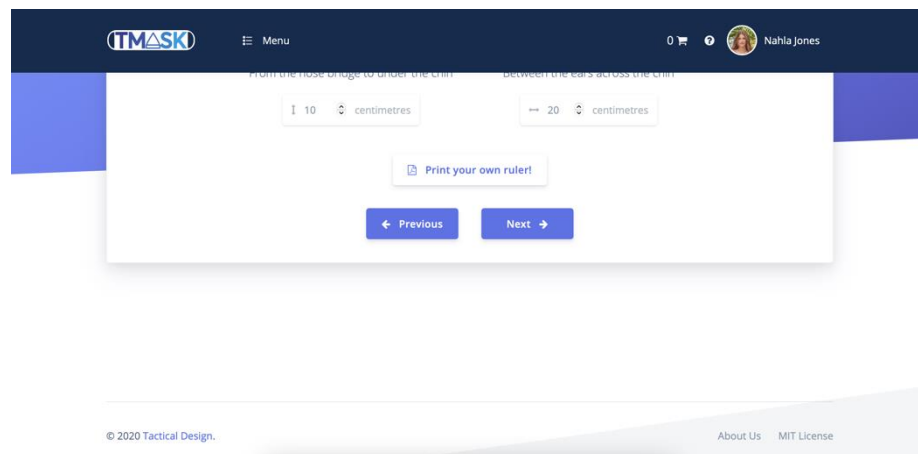 TMASK
Menu
0
Nahla Jones
From the nose bridge to under the chin
Between the ears across the chin
10 centimetres
20 centimetres
Print your own ruler!
Previous
Next
© 2020 Tactical Design.
About Us
MIT License